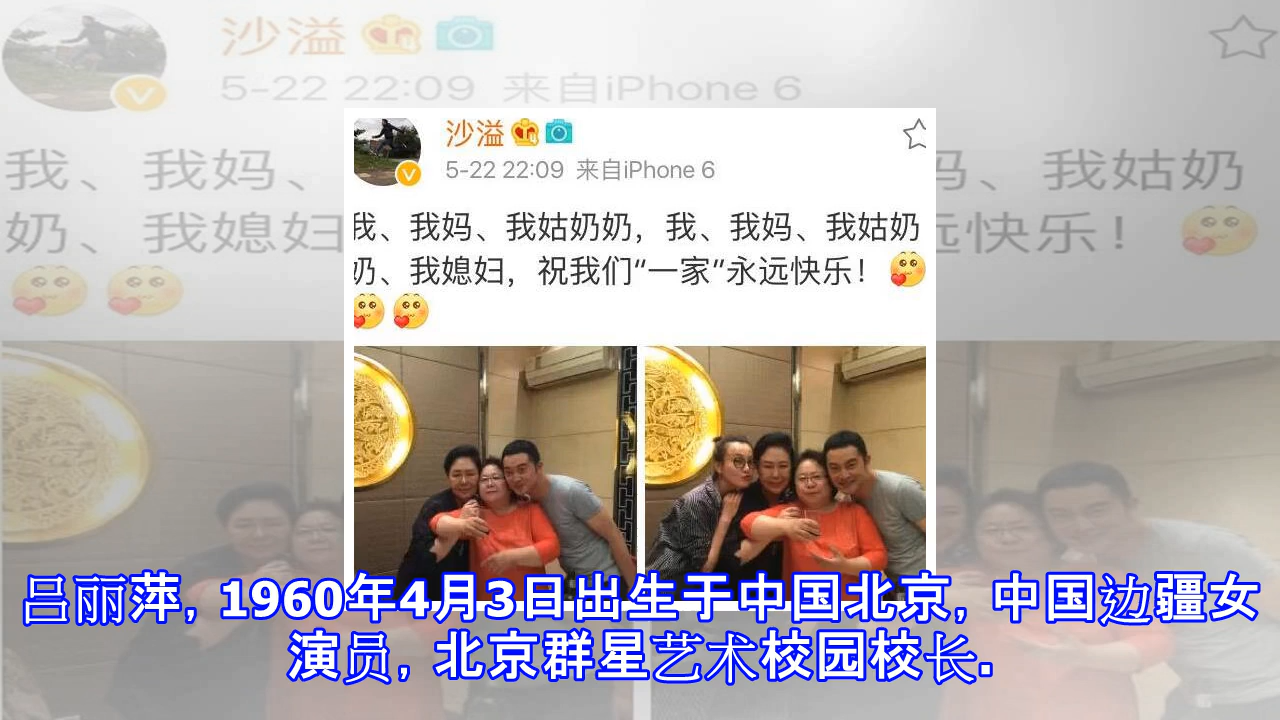 沙溢
5-22 22:09 来自iPhone 6
我、我妈、我姑奶奶，我、我妈、我姑奶
奶、我媳妇，祝我们“一家”永远快乐！
吕丽萍, 1960年4月3日出生于中国北京, 中国边疆女
演员, 北京群星艺术校园校长.